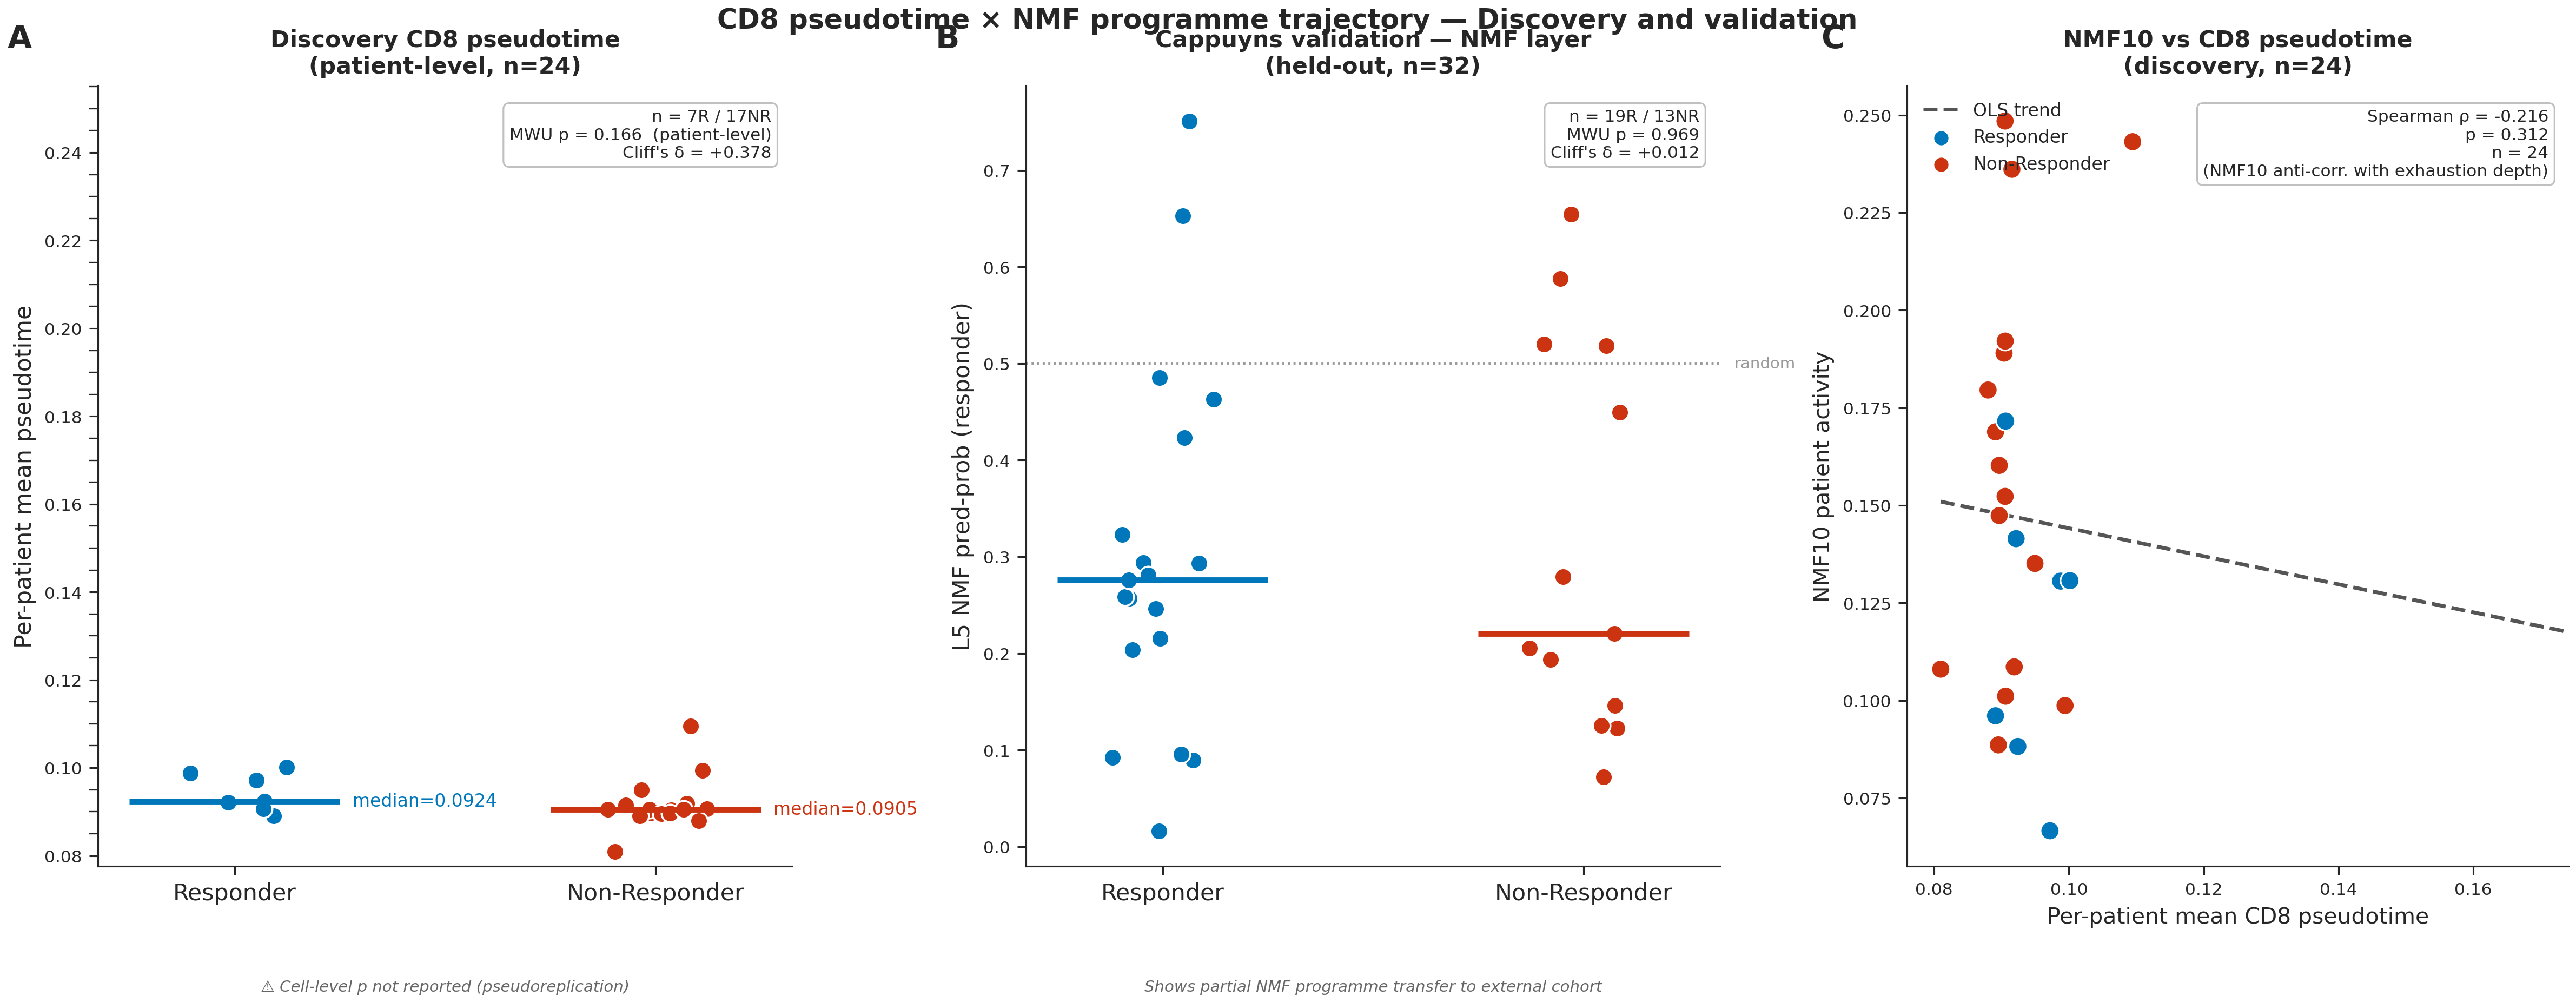 CD8 pseudotime × NMF programme trajectory — Discovery and validation
A
Discovery CD8 pseudotime
(patient-level, n=24)
n = 7R / 17NR
MWU p = 0.166  (patient-level)
Cliff's δ = +0.378
Per-patient mean pseudotime
0.24
0.22
0.20
0.18
0.16
0.14
0.12
0.10
0.08
median=0.0924
median=0.0905
Responder
Non-Responder
⚠ Cell-level p not reported (pseudoreplication)
B
Cappuyns validation — NMF layer
(held-out, n=32)
n = 19R / 13NR
MWU p = 0.969
Cliff's δ = +0.012
L5 NMF pred-prob (responder)
0.7
0.6
0.5
0.4
0.3
0.2
0.1
0.0
random
Responder
Non-Responder
Shows partial NMF programme transfer to external cohort
C
NMF10 vs CD8 pseudotime
(discovery, n=24)
OLS trend
Responder
Non-Responder
Spearman ρ = -0.216
p = 0.312
n = 24
(NMF10 anti-corr. with exhaustion depth)
NMF10 patient activity
0.250
0.225
0.200
0.175
0.150
0.125
0.100
0.075
0.08
0.10
0.12
0.14
0.16
Per-patient mean CD8 pseudotime